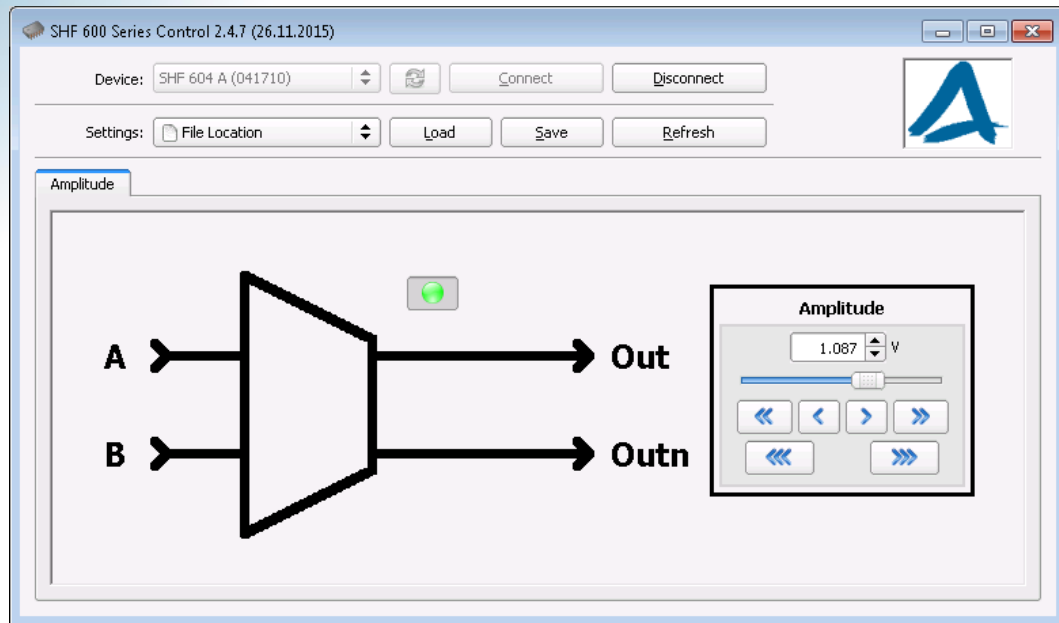 SHF 600 Series Control 2.4.7 (26.11.2015)
Device: SHF 604 A (041710) Connect Disconnect
Settings: File Location Load Save Refresh
Amplitude
Amplitude
1.087 V
A Out
B Outn